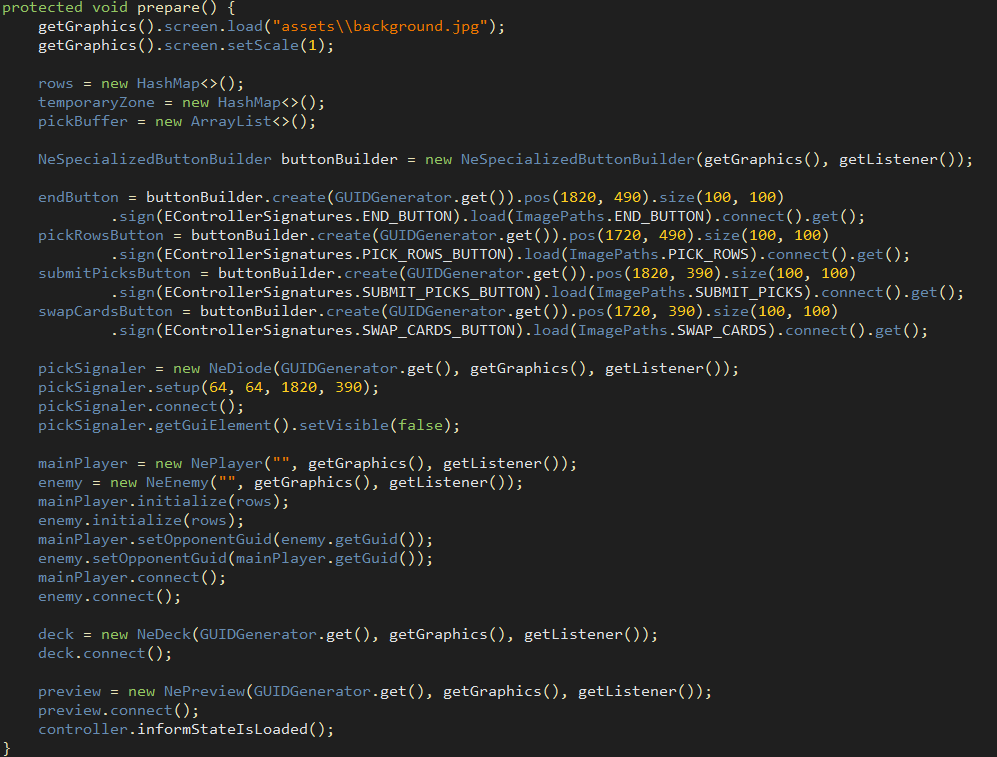 protected void prepare() {
    getGraphics().screen.load("assets\\background.jpg");
    getGraphics().screen.setScale(1);

    rows = new HashMap<>();
    temporaryZone = new HashMap<>();
    pickBuffer = new ArrayList<>();

    NeSpecializedButtonBuilder buttonBuilder = new NeSpecializedButtonBuilder(getGraphics(), getListener());

    endButton = buttonBuilder.create(GUIDGenerator.get()).pos(1820, 490).size(100, 100)
            .sign(EControllerSignatures.END_BUTTON).load(ImagePaths.END_BUTTON).connect().get();
    pickRowsButton = buttonBuilder.create(GUIDGenerator.get()).pos(1720, 490).size(100, 100)
            .sign(EControllerSignatures.PICK_ROWS_BUTTON).load(ImagePaths.PICK_ROWS).connect().get();
    submitPicksButton = buttonBuilder.create(GUIDGenerator.get()).pos(1820, 390).size(100, 100)
            .sign(EControllerSignatures.SUBMIT_PICKS_BUTTON).load(ImagePaths.SUBMIT_PICKS).connect().get();
    swapCardsButton = buttonBuilder.create(GUIDGenerator.get()).pos(1720, 390).size(100, 100)
            .sign(EControllerSignatures.SWAP_CARDS_BUTTON).load(ImagePaths.SWAP_CARDS).connect().get();

    pickSignaler = new NeDiode(GUIDGenerator.get(), getGraphics(), getListener());
    pickSignaler.setup(64, 64, 1820, 390);
    pickSignaler.connect();
    pickSignaler.getGuiElement().setVisible(false);

    mainPlayer = new NePlayer("", getGraphics(), getListener());
    enemy = new NeEnemy("", getGraphics(), getListener());
    mainPlayer.initialize(rows);
    enemy.initialize(rows);
    mainPlayer.setOpponentGuid(enemy.getGuid());
    enemy.setOpponentGuid(mainPlayer.getGuid());
    mainPlayer.connect();
    enemy.connect();

    deck = new NeDeck(GUIDGenerator.get(), getGraphics(), getListener());
    deck.connect();

    preview = new NePreview(GUIDGenerator.get(), getGraphics(), getListener());
    preview.connect();
    controller.informStateIsLoaded();
}